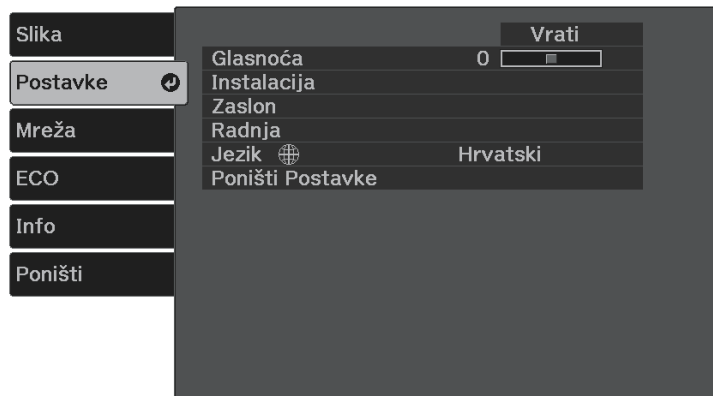 Slika
Postavke
Mreža
ECO
Info
Poništi
Vrati
Glasnoća 0
Instalacija
Zaslon
Radnja
Jezik Hrvatski
Poništi Postavke